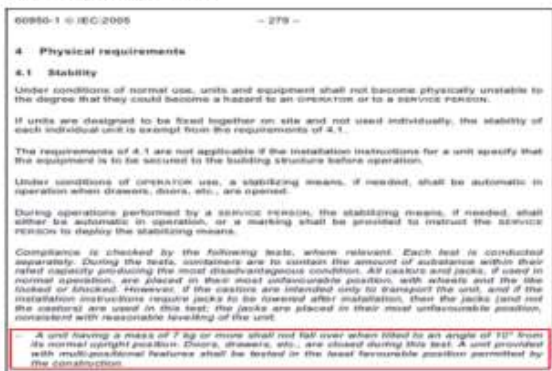 60950-1 © IEC:2005 – 279 –
4 Physical requirements
4.1 Stability
Under conditions of normal use, units and equipment shall not become physically unstable to
the degree that they could become a hazard to an OPERATOR or to a SERVICE PERSON.
If units are designed to be fixed together on site and not used individually, the stability of
each individual unit is exempt from the requirements of 4.1.
The requirements of 4.1 are not applicable if the installation instructions for a unit specify that
the equipment is to be secured to the building structure before operation.
Under conditions of OPERATOR use, a stabilizing means, if needed, shall be automatic in
operation when drawers, doors, etc., are opened.
During operations performed by a SERVICE PERSON, the stabilizing means, if needed, shall
either be automatic in operation, or a marking shall be provided to instruct the SERVICE
PERSON to deploy the stabilizing means.
Compliance is checked by the following tests, where relevant. Each test is conducted
separately. During the tests, containers are to contain the amount of substance within their
rated capacity producing the most disadvantageous condition. All castors and jacks, if used in
normal operation, are placed in their most unfavourable position, with wheels and the like
locked or blocked. However, if the castors are intended only to transport the unit, and if the
installation instructions require jacks to be lowered after installation, then the jacks (and not
the castors) are used in this test; the jacks are placed in their most unfavourable position,
consistent with reasonable levelling of the unit.
– A unit having a mass of 7 kg or more shall not fall over when tilted to an angle of 10° from
its normal upright position. Doors, drawers, etc., are closed during this test. A unit provided
with multi-positional features shall be tested in the least favourable position permitted by
the construction.